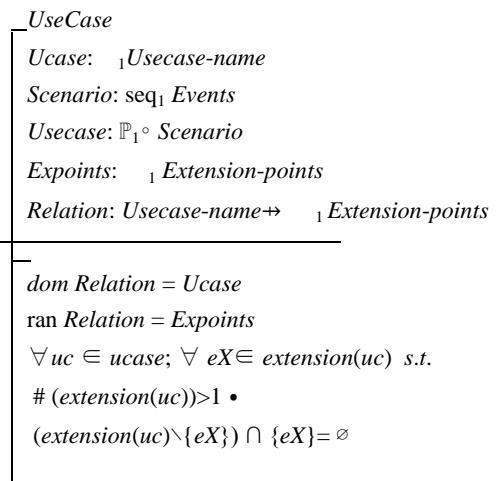 UseCase
Ucase: ₁Usecase-name
Scenario: seq₁ Events
Usecase: ℙ₁∘ Scenario
Expoints: ₁ Extension-points
Relation: Usecase-name⇸ ₁ Extension-points
dom Relation = Ucase
ran Relation = Expoints
∀ uc ∈ ucase; ∀ eX∈ extension(uc) s.t.
# (extension(uc))>1 •
(extension(uc)∖{eX}) ∩ {eX}= ∅